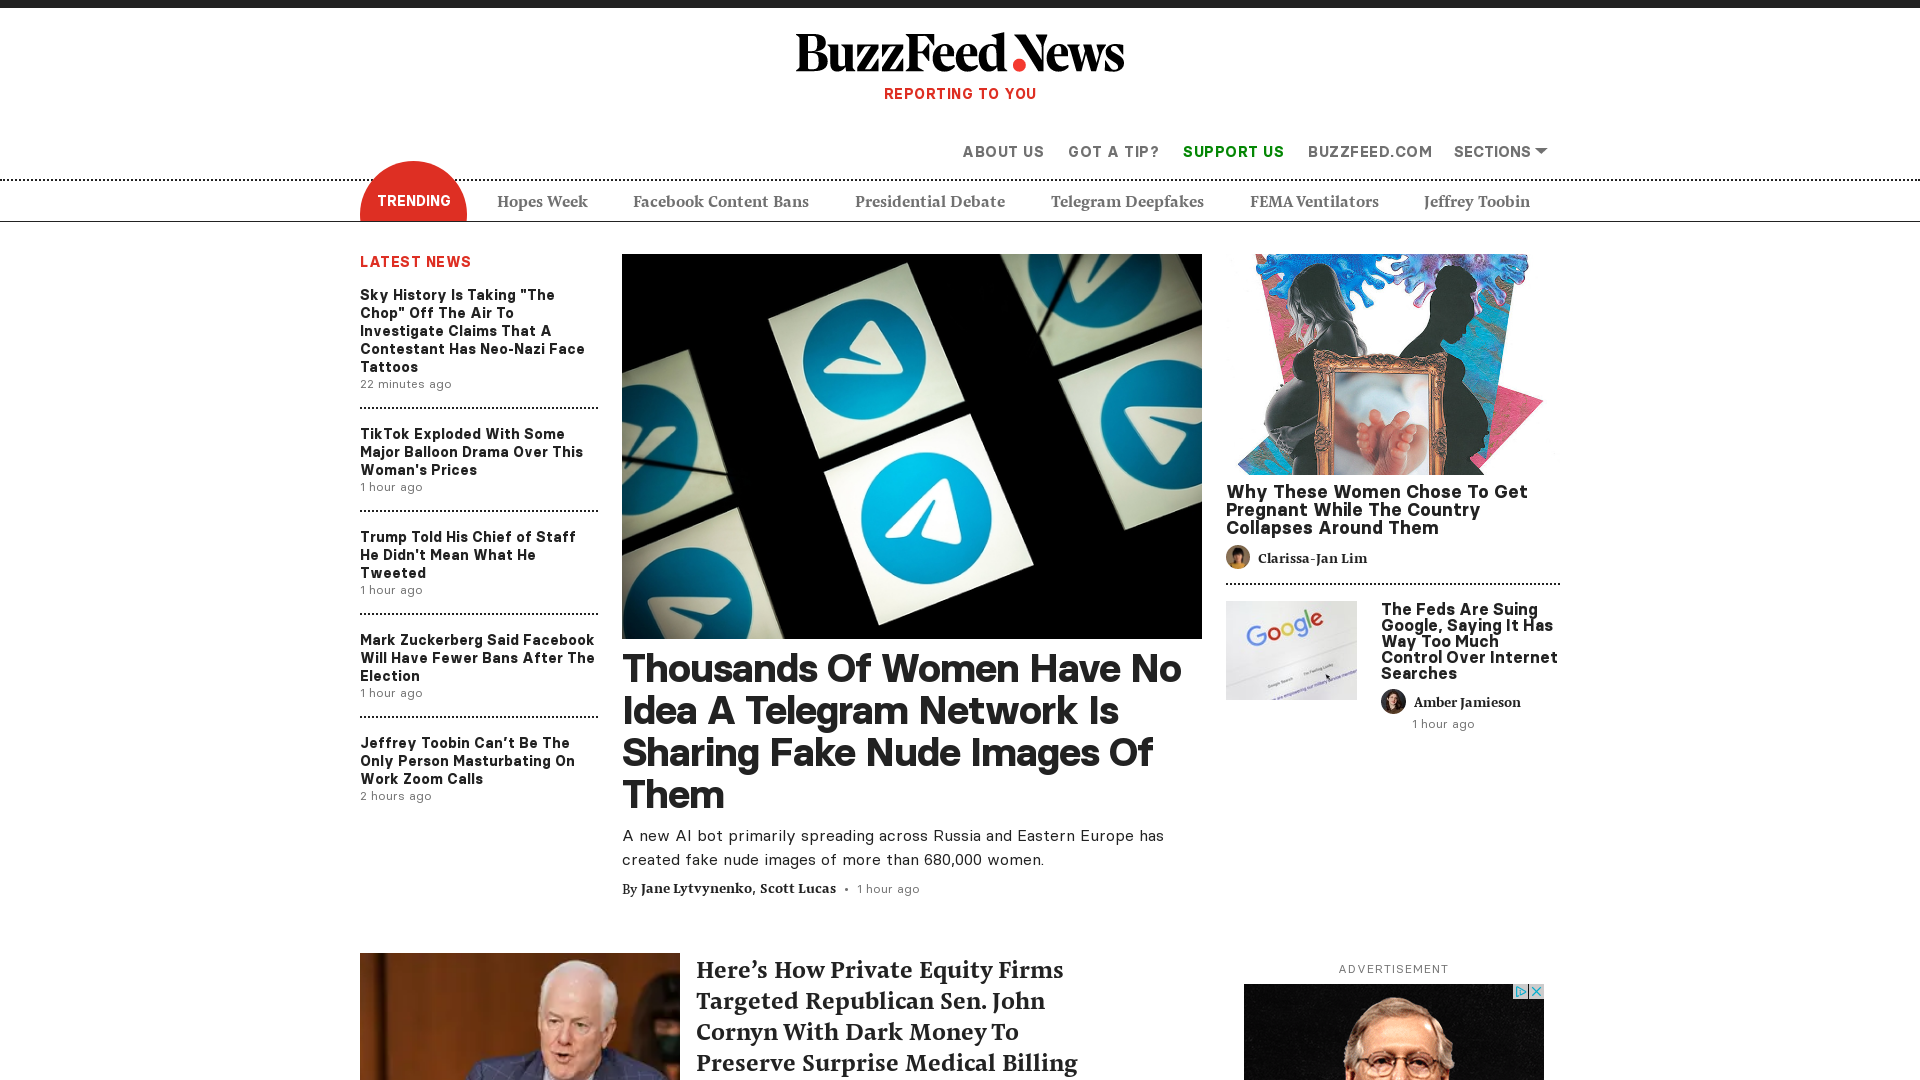 BuzzFeed News
REPORTING TO YOU
ABOUT US GOT A TIP? SUPPORT US BUZZFEED.COM SECTIONS
TRENDING Hopes Week Facebook Content Bans Presidential Debate Telegram Deepfakes FEMA Ventilators Jeffrey Toobin
LATEST NEWS
Sky History Is Taking "The
Chop" Off The Air To
Investigate Claims That A
Contestant Has Neo-Nazi Face
Tattoos
22 minutes ago
TikTok Exploded With Some
Major Balloon Drama Over This
Woman's Prices
1 hour ago
Trump Told His Chief of Staff
He Didn't Mean What He
Tweeted
1 hour ago
Mark Zuckerberg Said Facebook
Will Have Fewer Bans After The
Election
1 hour ago
Jeffrey Toobin Can’t Be The
Only Person Masturbating On
Work Zoom Calls
2 hours ago
Thousands Of Women Have No
Idea A Telegram Network Is
Sharing Fake Nude Images Of
Them
A new AI bot primarily spreading across Russia and Eastern Europe has
created fake nude images of more than 680,000 women.
By Jane Lytvynenko, Scott Lucas • 1 hour ago
Why These Women Chose To Get
Pregnant While The Country
Collapses Around Them
Clarissa-Jan Lim
Google
Google Search I'm Feeling Lucky
The Feds Are Suing
Google, Saying It Has
Way Too Much
Control Over Internet
Searches
Amber Jamieson
1 hour ago
Here’s How Private Equity Firms
Targeted Republican Sen. John
Cornyn With Dark Money To
Preserve Surprise Medical Billing
ADVERTISEMENT